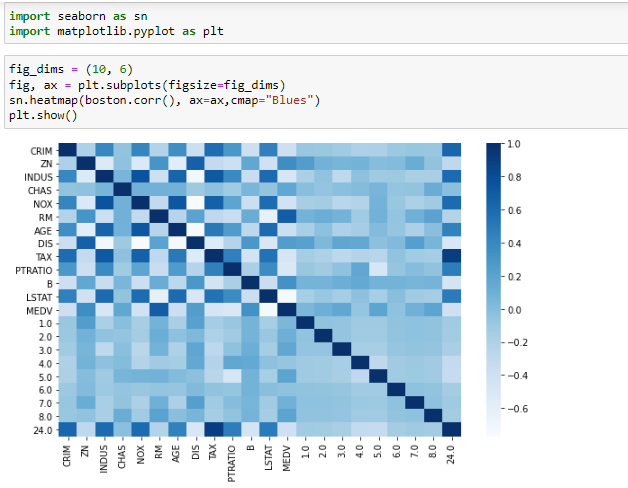 import seaborn as sn
import matplotlib.pyplot as plt
fig_dims = (10, 6)
fig, ax = plt.subplots(figsize=fig_dims)
sn.heatmap(boston.corr(), ax=ax,cmap="Blues")
plt.show()
CRIM
ZN
INDUS
CHAS
NOX
RM
AGE
DIS
TAX
PTRATIO
B
LSTAT
MEDV
1.0
2.0
3.0
4.0
5.0
6.0
7.0
8.0
24.0
CRIM ZN INDUS CHAS NOX RM AGE DIS TAX PTRATIO B LSTAT MEDV 1.0 2.0 3.0 4.0 5.0 6.0 7.0 8.0 24.0
1.0
0.8
0.6
0.4
0.2
0.0
−0.2
−0.4
−0.6